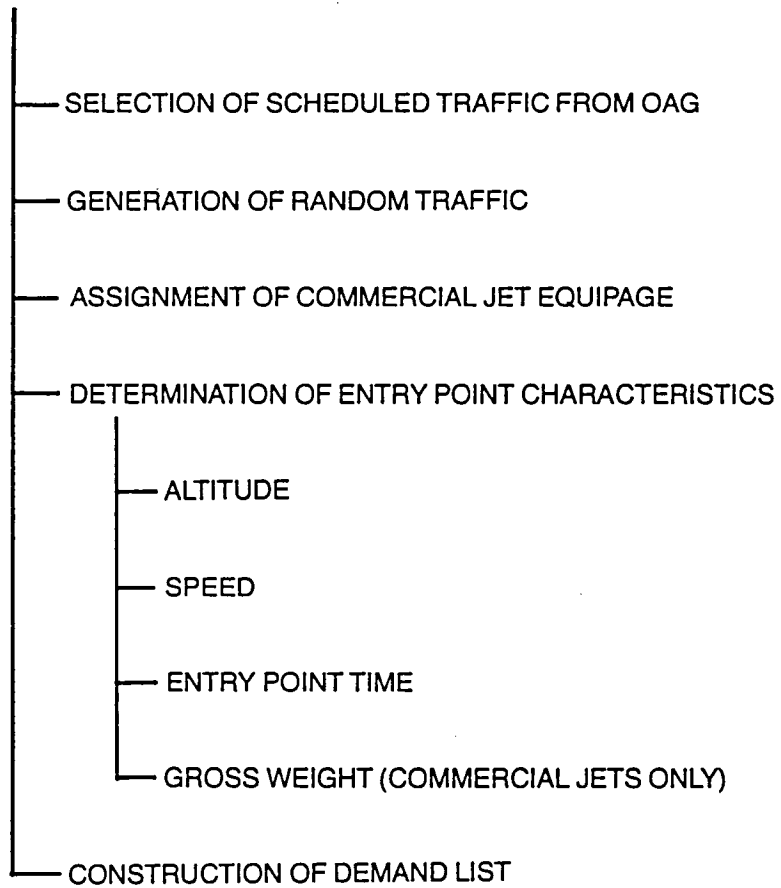 SELECTION OF SCHEDULED TRAFFIC FROM OAG
GENERATION OF RANDOM TRAFFIC
ASSIGNMENT OF COMMERCIAL JET EQUIPAGE
DETERMINATION OF ENTRY POINT CHARACTERISTICS
ALTITUDE
SPEED
ENTRY POINT TIME
GROSS WEIGHT (COMMERCIAL JETS ONLY)
CONSTRUCTION OF DEMAND LIST